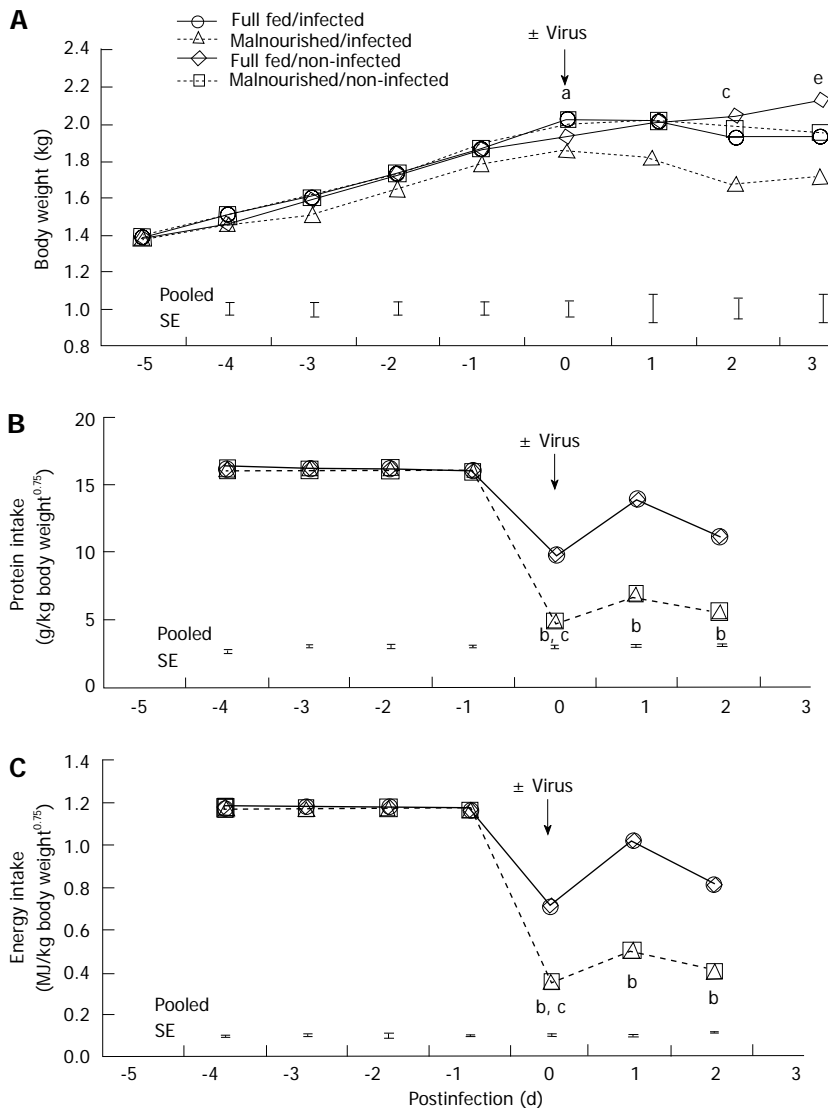 A
Full fed/infected
Malnourished/infected
Full fed/non-infected
Malnourished/non-infected
± Virus
a
c
e
Body weight (kg)
2.4
2.2
2.0
1.8
1.6
1.4
1.2
1.0
0.8
Pooled
SE
-5 -4 -3 -2 -1 0 1 2 3
B
± Virus
Protein intake
(g/kg body weight0.75)
20
15
10
5
0
b, c
b
b
Pooled
SE
-5 -4 -3 -2 -1 0 1 2 3
C
± Virus
Energy intake
(MJ/kg body weight0.75)
1.4
1.2
1.0
0.8
0.6
0.4
0.2
0.0
b, c
b
b
Pooled
SE
-5 -4 -3 -2 -1 0 1 2 3
Postinfection (d)